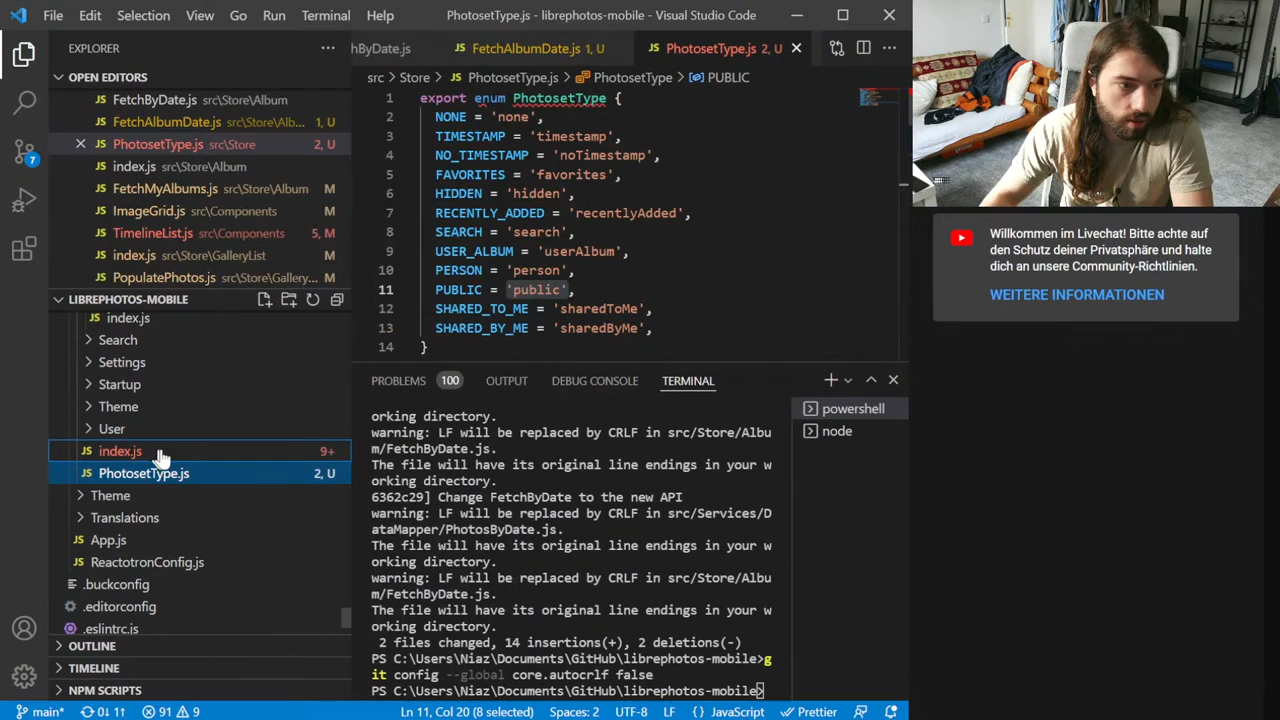 File Edit Selection View Go Run Terminal Help PhotosetType.js - librephotos-mobile - Visual Studio Code
EXPLORER
OPEN EDITORS
FetchByDate.js src\Store\Album
FetchAlbumDate.js src\Store\Alb... 1, U
PhotosetType.js src\Store 2, U
index.js src\Store\Album
FetchMyAlbums.js src\Store\Album M
ImageGrid.js src\Components M
TimelineList.js src\Components 5, M
index.js src\GalleryList M
PopulatePhotos.js src\Gallery... M
LIBREPHOTOS-MOBILE
index.js
Search
Settings
Startup
Theme
User
index.js 9+
PhotosetType.js 2, U
Theme
Translations
App.js
ReactotronConfig.js
.buckconfig
.editorconfig
.eslintrc.js
OUTLINE
TIMELINE
NPM SCRIPTS
hByDate.js FetchAlbumDate.js 1, U PhotosetType.js 2, U
src > Store > JS PhotosetType.js > PhotosetType > PUBLIC
1 export enum PhotosetType {
2 NONE = 'none',
3 TIMESTAMP = 'timestamp',
4 NO_TIMESTAMP = 'noTimestamp',
5 FAVORITES = 'favorites',
6 HIDDEN = 'hidden',
7 RECENTLY_ADDED = 'recentlyAdded',
8 SEARCH = 'search',
9 USER_ALBUM = 'userAlbum',
10 PERSON = 'person',
11 PUBLIC = 'public',
12 SHARED_TO_ME = 'sharedToMe',
13 SHARED_BY_ME = 'sharedByMe',
14 }
PROBLEMS 100 OUTPUT DEBUG CONSOLE TERMINAL
powershell
node
orking directory.
warning: LF will be replaced by CRLF in src/Store/Albu
m/FetchByDate.js.
The file will have its original line endings in your w
orking directory.
6362c29] Change FetchByDate to the new API
warning: LF will be replaced by CRLF in src/Services/D
ataMapper/PhotosByDate.js.
The file will have its original line endings in your w
orking directory.
warning: LF will be replaced by CRLF in src/Store/Albu
m/FetchByDate.js.
The file will have its original line endings in your w
orking directory.
2 files changed, 14 insertions(+), 2 deletions(-)
PS C:\Users\Niaz\Documents\GitHub\librephotos-mobile>g
it config --global core.autocrlf false
PS C:\Users\Niaz\Documents\GitHub\librephotos-mobile>
7
main* 0↓ 1↑ 91 9 Ln 11, Col 20 (8 selected) Spaces: 2 UTF-8 LF {} JavaScript Prettier
Willkommen im Livechat! Bitte achte auf
den Schutz deiner Privatsphäre und halte
dich an unsere Community-Richtlinien.
WEITERE INFORMATIONEN